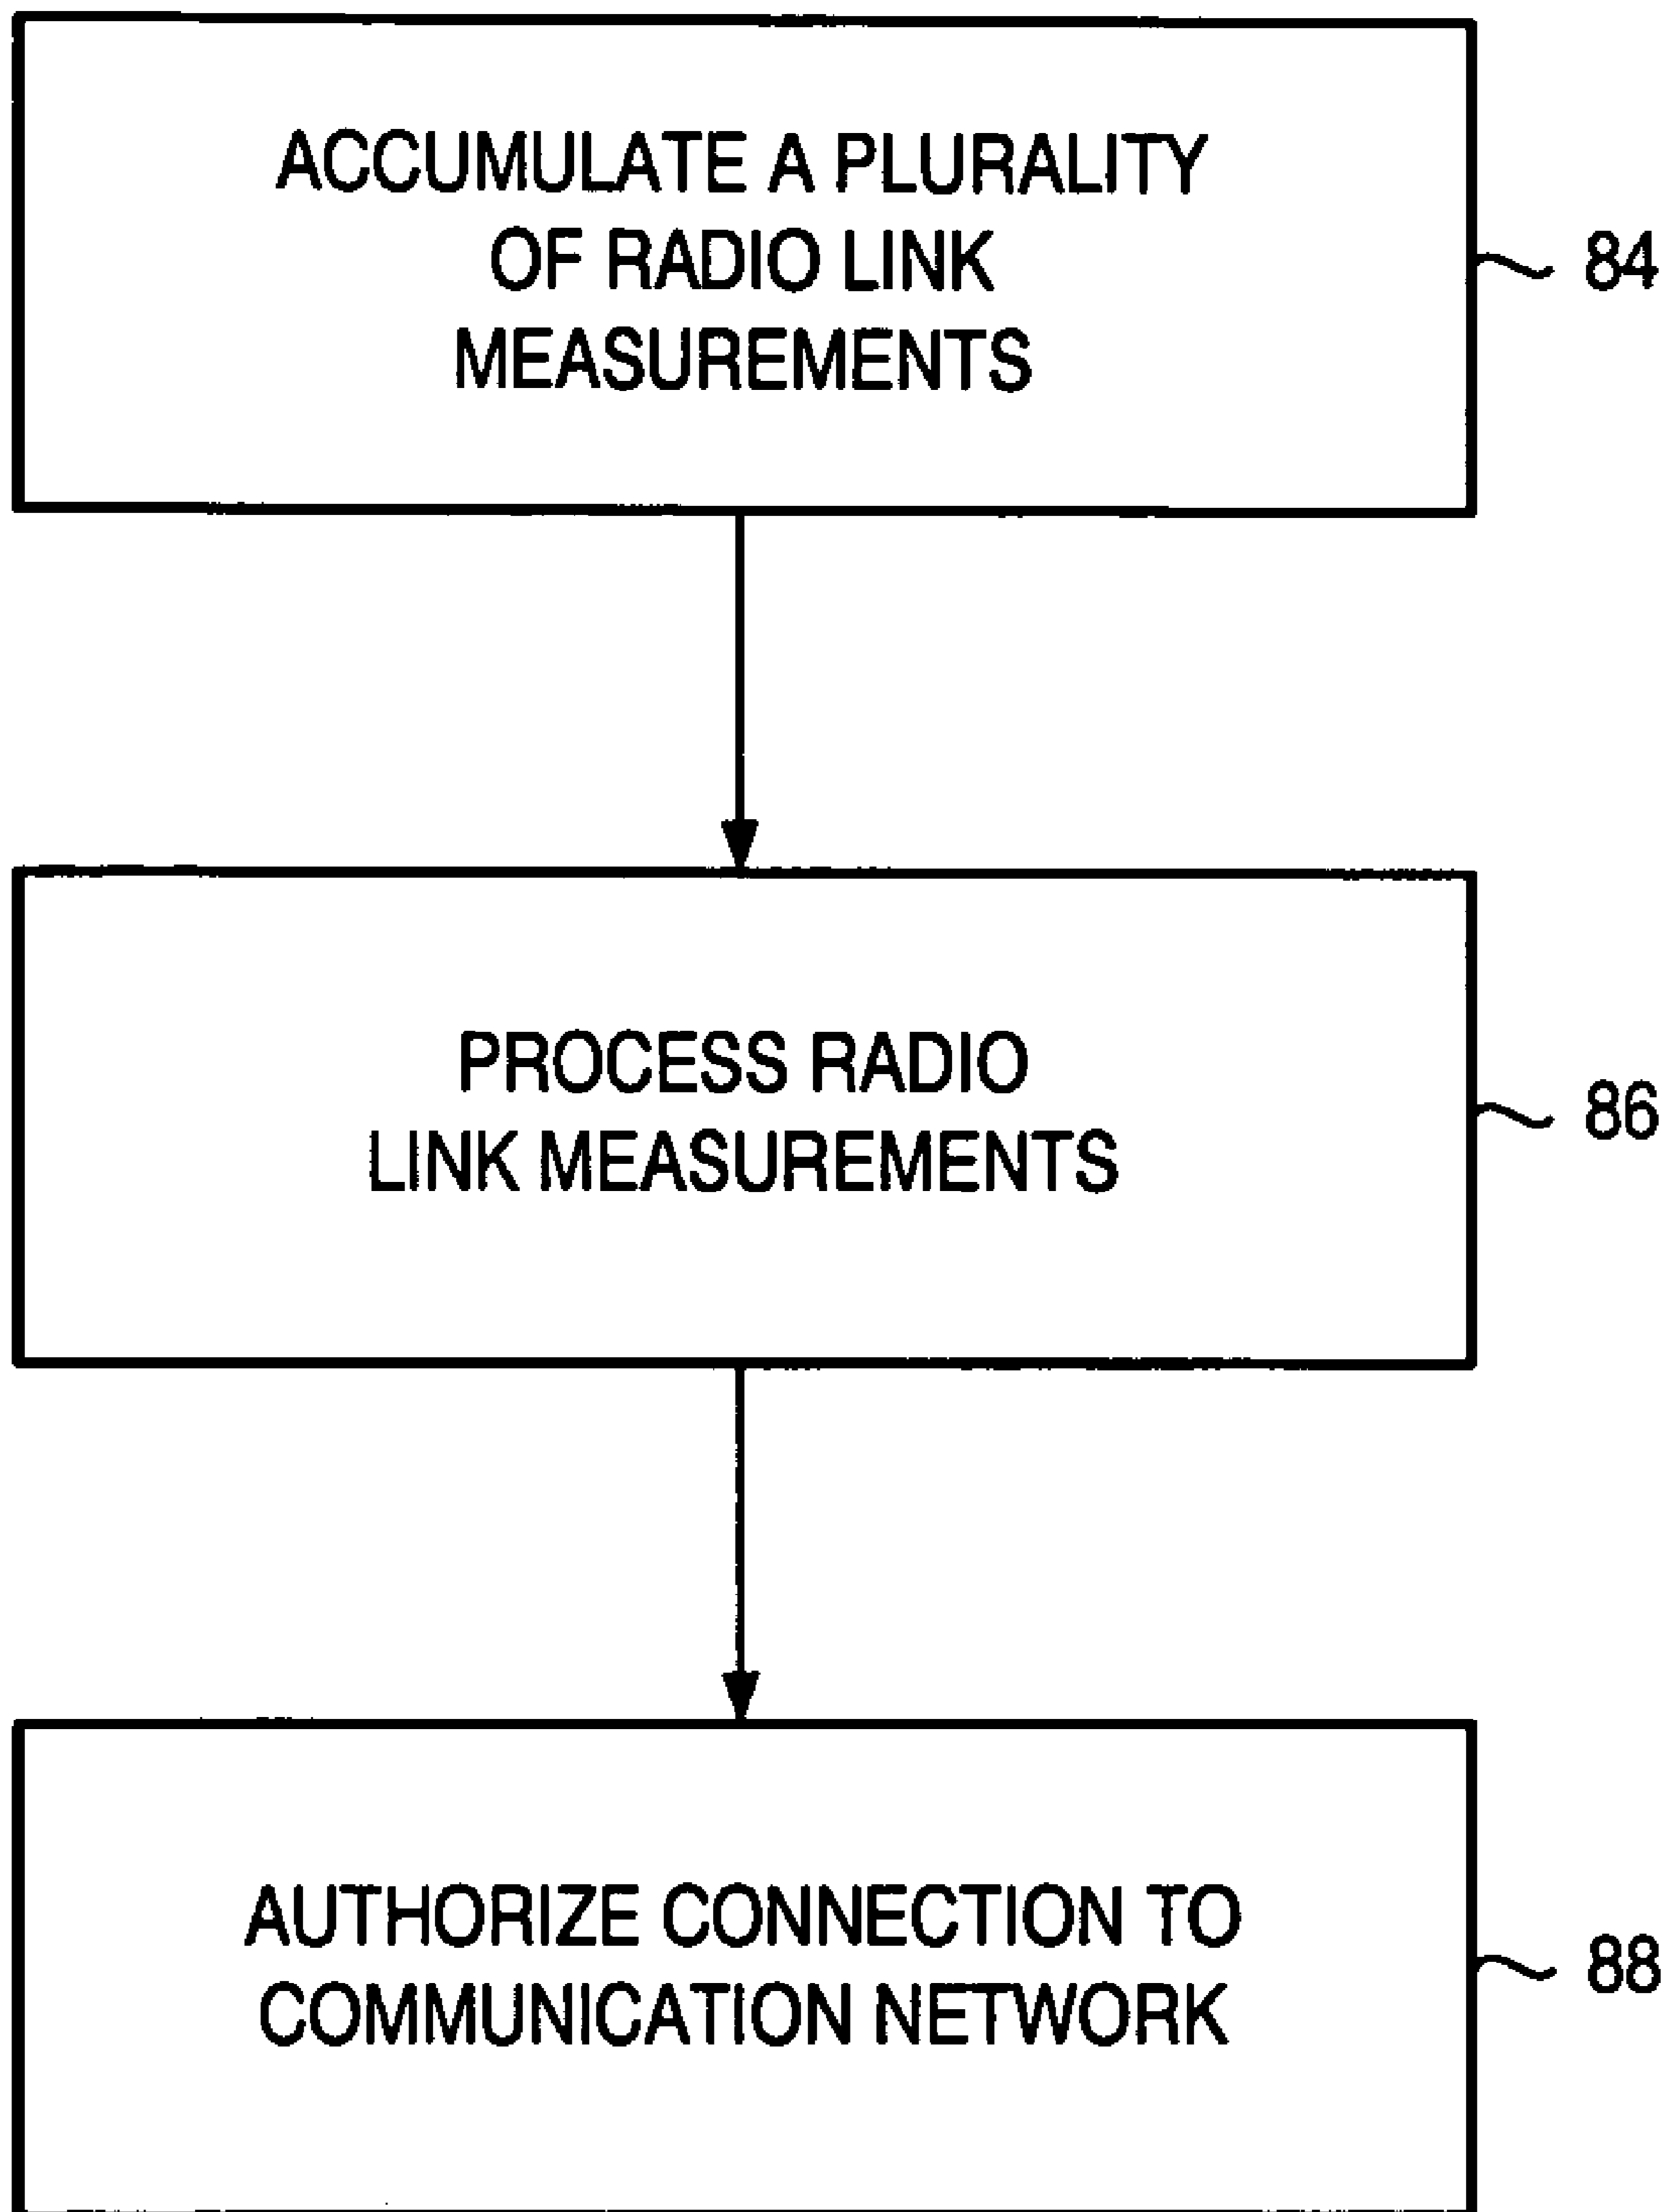 ACCUMULATE A PLURALITY
OF RADIO LINK
MEASUREMENTS
84
PROCESS RADIO
LINK MEASUREMENTS
86
AUTHORIZE CONNECTION TO
COMMUNICATION NETWORK
88